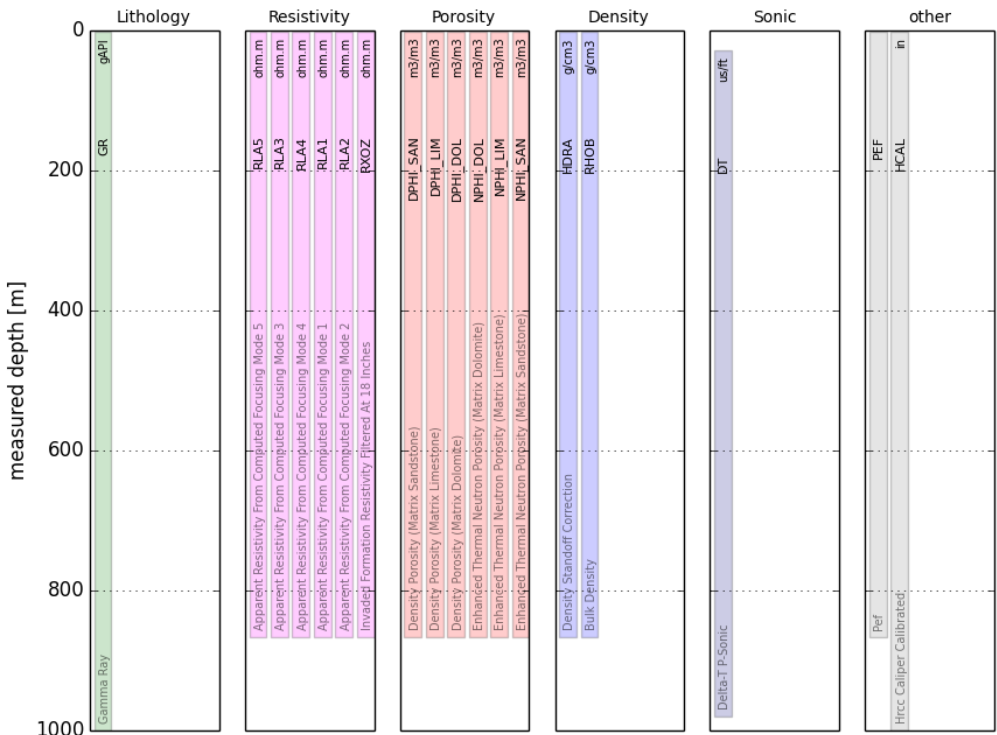 Lithology
Resistivity
Porosity
Density
Sonic
other
measured depth [m]
0
200
400
600
800
1000
gAPI
GR
Gamma Ray
ohm.m
RLA5
Apparent Resistivity From Computed Focusing Mode 5
ohm.m
RLA3
Apparent Resistivity From Computed Focusing Mode 3
ohm.m
RLA4
Apparent Resistivity From Computed Focusing Mode 4
ohm.m
RLA1
Apparent Resistivity From Computed Focusing Mode 1
ohm.m
RLA2
Apparent Resistivity From Computed Focusing Mode 2
ohm.m
RXOZ
Invaded Formation Resistivity Filtered At 18 Inches
m3/m3
DPHI_SAN
Density Porosity (Matrix Sandstone)
m3/m3
DPHI_LIM
Density Porosity (Matrix Limestone)
m3/m3
DPHI_DOL
Density Porosity (Matrix Dolomite)
m3/m3
NPHI_DOL
Enhanced Thermal Neutron Porosity (Matrix Dolomite)
m3/m3
NPHI_LIM
Enhanced Thermal Neutron Porosity (Matrix Limestone)
m3/m3
NPHI_SAN
Enhanced Thermal Neutron Porosity (Matrix Sandstone)
g/cm3
HDRA
Density Standoff Correction
g/cm3
RHOB
Bulk Density
us/ft
DT
Delta-T P-Sonic
PEF
Pef
in
HCAL
Hrcc Caliper Calibrated